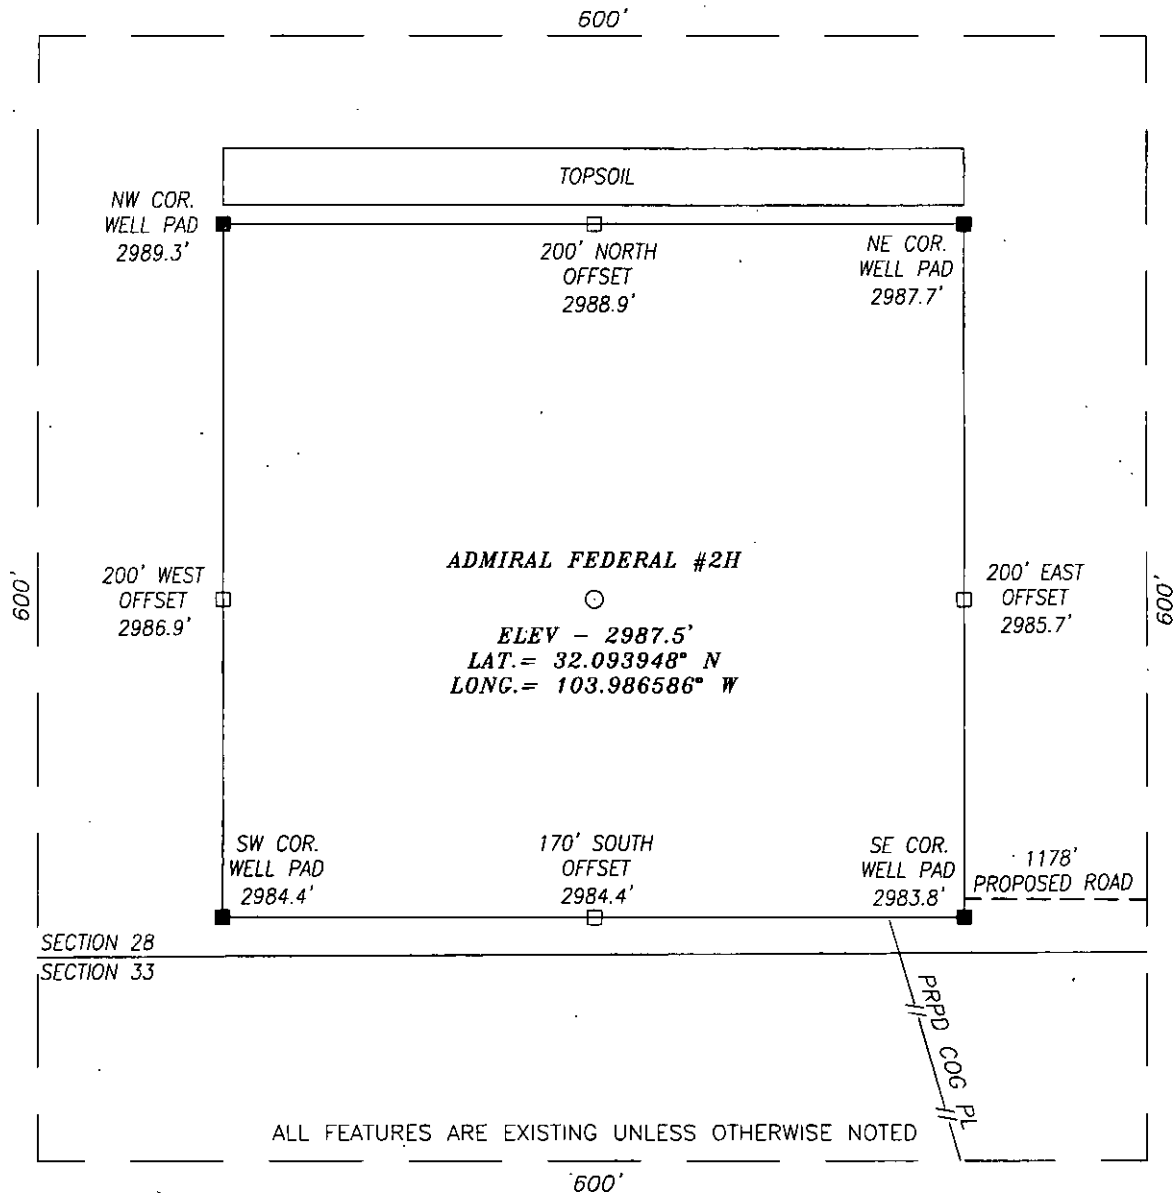 600'
TOPSOIL
NW COR.
WELL PAD
2989.3'
200' NORTH
OFFSET
2988.9'
NE COR.
WELL PAD
2987.7'
600'
200' WEST
OFFSET
2986.9'
ADMIRAL FEDERAL #2H
ELEV - 2987.5'
LAT.= 32.093948° N
LONG.= 103.986586° W
200' EAST
OFFSET
2985.7'
600'
SW COR.
WELL PAD
2984.4'
170' SOUTH
OFFSET
2984.4'
SE COR.
WELL PAD
2983.8'
1178'
PROPOSED ROAD
SECTION 28
SECTION 33
PRPD COG PL
ALL FEATURES ARE EXISTING UNLESS OTHERWISE NOTED
600'